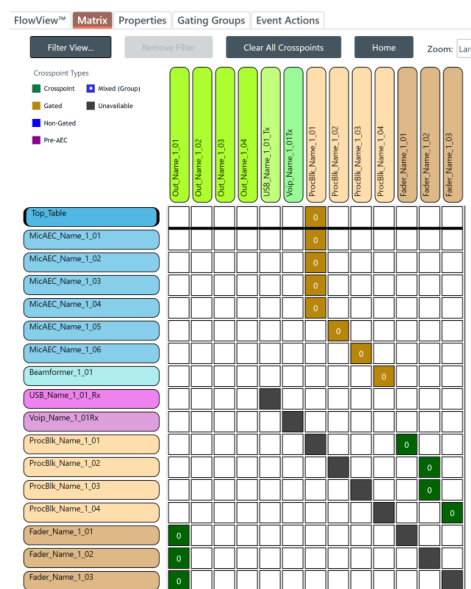 FlowView™ Matrix Properties Gating Groups Event Actions
Filter View... Remove Filter Clear All Crosspoints Home Zoom: Lar
Crosspoint Types
Crosspoint Mixed (Group)
Gated Unavailable
Non-Gated
Pre-AEC
Out_Name_1_01
Out_Name_1_02
Out_Name_1_03
Out_Name_1_04
USB_Name_1_01_Tx
Voip_Name_1_01Tx
ProcBlk_Name_1_01
ProcBlk_Name_1_02
ProcBlk_Name_1_03
ProcBlk_Name_1_04
Fader_Name_1_01
Fader_Name_1_02
Fader_Name_1_03
Top_Table 0
MicAEC_Name_1_01 0
MicAEC_Name_1_02 0
MicAEC_Name_1_03 0
MicAEC_Name_1_04 0
MicAEC_Name_1_05 0
MicAEC_Name_1_06 0
Beamformer_1_01 0
USB_Name_1_01_Rx
Voip_Name_1_01Rx
ProcBlk_Name_1_01 0
ProcBlk_Name_1_02 0
ProcBlk_Name_1_03 0
ProcBlk_Name_1_04 0
Fader_Name_1_01 0
Fader_Name_1_02 0
Fader_Name_1_03 0